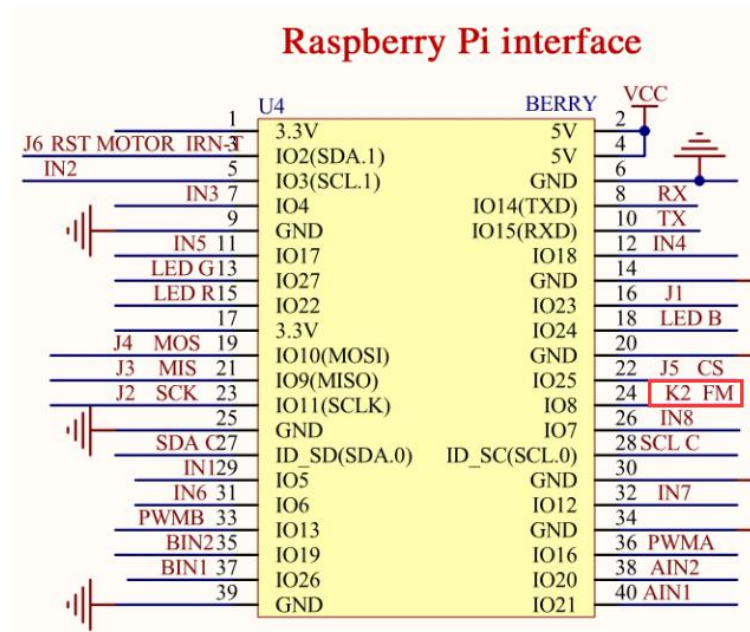 Raspberry Pi interface
U4 BERRY VCC
1 3.3V 5V 2
J6 RST MOTOR IRN-T 3 IO2(SDA.1) 5V 4
IN2 5 IO3(SCL.1) GND 6
IN3 7 IO4 IO14(TXD) 8 RX
9 GND IO15(RXD) 10 TX
IN5 11 IO17 IO18 12 IN4
LED G13 IO27 GND 14
LED R15 IO22 IO23 16 J1
17 3.3V IO24 18 LED B
J4 MOS 19 IO10(MOSI) GND 20
J3 MIS 21 IO9(MISO) IO25 22 J5 CS
J2 SCK 23 IO11(SCLK) IO8 24 K2 FM
25 GND IO7 26 IN8
SDA C27 ID_SD(SDA.0) ID_SC(SCL.0) 28 SCL C
IN129 IO5 GND 30
IN6 31 IO6 IO12 32 IN7
PWMB 33 IO13 GND 34
BIN235 IO19 IO16 36 PWMA
BIN1 37 IO26 IO20 38 AIN2
39 GND IO21 40 AIN1